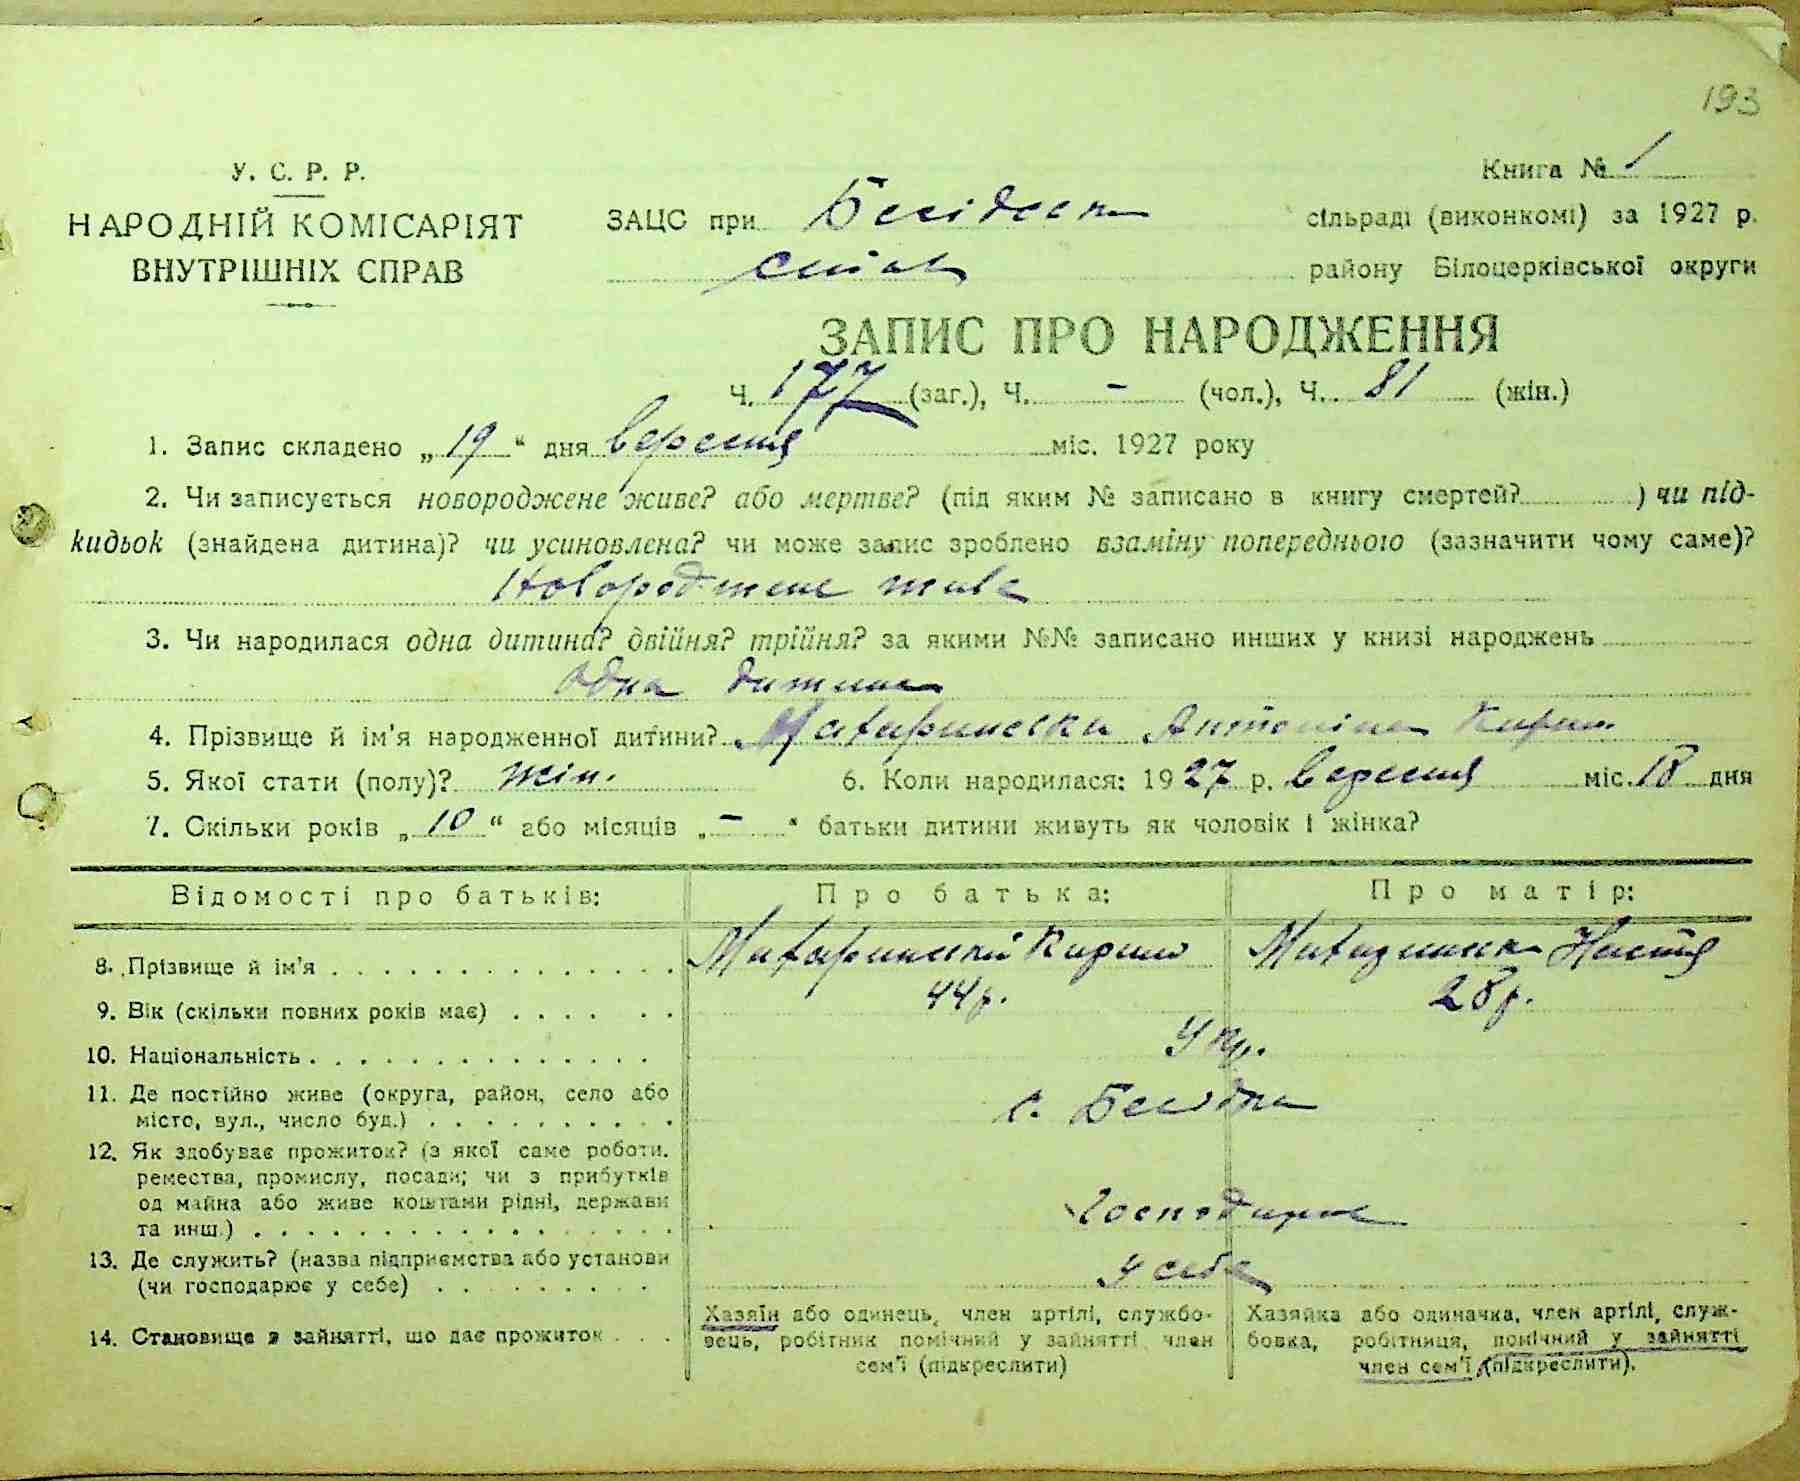 193
У. С. Р. Р.
НАРОДНІЙ КОМІСАРІЯТ
ВНУТРІШНІХ СПРАВ
Книга № 1
ЗАЦС при сільраді (виконкомі) за 1927 р.
району Білоцерківської округи
ЗАПИС ПРО НАРОДЖЕННЯ
Ч. 177 (заг.), Ч. - (чол.), Ч. 81 (жін.)
1. Запис складено „ 19 “ дня вересня міс. 1927 року
2. Чи записується новороджене живе? або мертве? (під яким № записано в книгу смертей? ) чи під-
кидьок (знайдена дитина)? чи усиновлена? чи може запис зроблено взаміну попереднього (зазначити чому саме)?
Новороджене живе
3. Чи народилася одна дитина? двійня? трійня? за якими №№ записано инших у книзі народжень
Одна дитина
4. Прізвище й ім'я народженної дитини? Антоніна
5. Якої стати (полу)? жін. 6. Коли народилася: 1927 р. вересня міс. 18 дня
7. Скільки років „ 10 “ або місяців „ - “ батьки дитини живуть як чоловік і жінка?
Відомості про батьків: Про батька: Про матір:
8. Прізвище й ім'я Кирило Настя
9. Вік (скільки повних років має) 44 р. 28 р.
10. Національність Укр.
11. Де постійно живе (округа, район, село або
місто, вул., число буд.) с.
12. Як здобуває прожиток? (з якої саме роботи,
ремества, промислу, посади; чи з прибутків
од майна або живе коштами рідні, держави
та инш.)
13. Де служить? (назва підприємства або установи
(чи господарює у себе) у себе
14. Становище в зайнятті, що дає прожиток
Хазяїн або одинець, член артілі, службо-
вець, робітник помічний у зайнятті член
сем'ї (підкреслити)
Хазяйка або одиначка, член артілі, служ-
бовка, робітниця, помічний у зайнятті
член сем'ї (підкреслити).